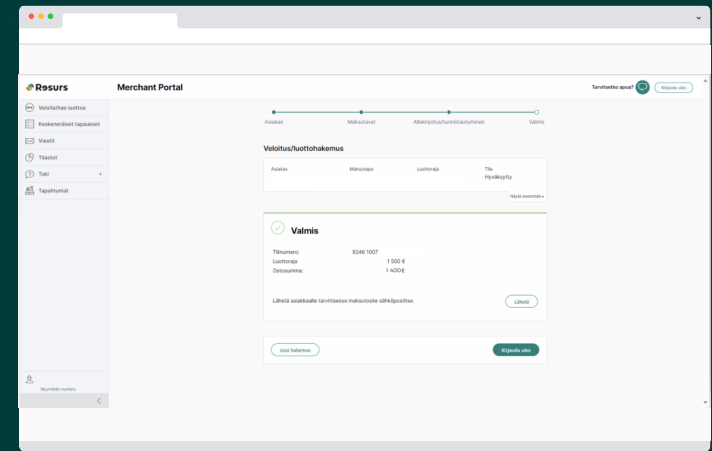 Resurs
Merchant Portal
Tarvitsetko apua?
Kirjaudu ulos
Veloita/hae luottoa
Keskeneräiset tapaukset
Viestit
Tilastot
Tuki
Tapahtumat
Asiakas
Maksutavat
Allekirjoitus/tunnistautuminen
Valmis
Veloitus/luottohakemus
Asiakas
Maksutapa
Luottoraja
Tila
Hyväksytty
Näytä enemmän
Valmis
Tilinumero: 9246 1007
Luottoraja 1 500 €
Ostosumma: 1 400 €
Lähetä asiakkaalle tarvittaessa maksutosite sähköpostitse.
Lähetä
Uusi hakemus
Kirjaudu ulos
Myymälän numero